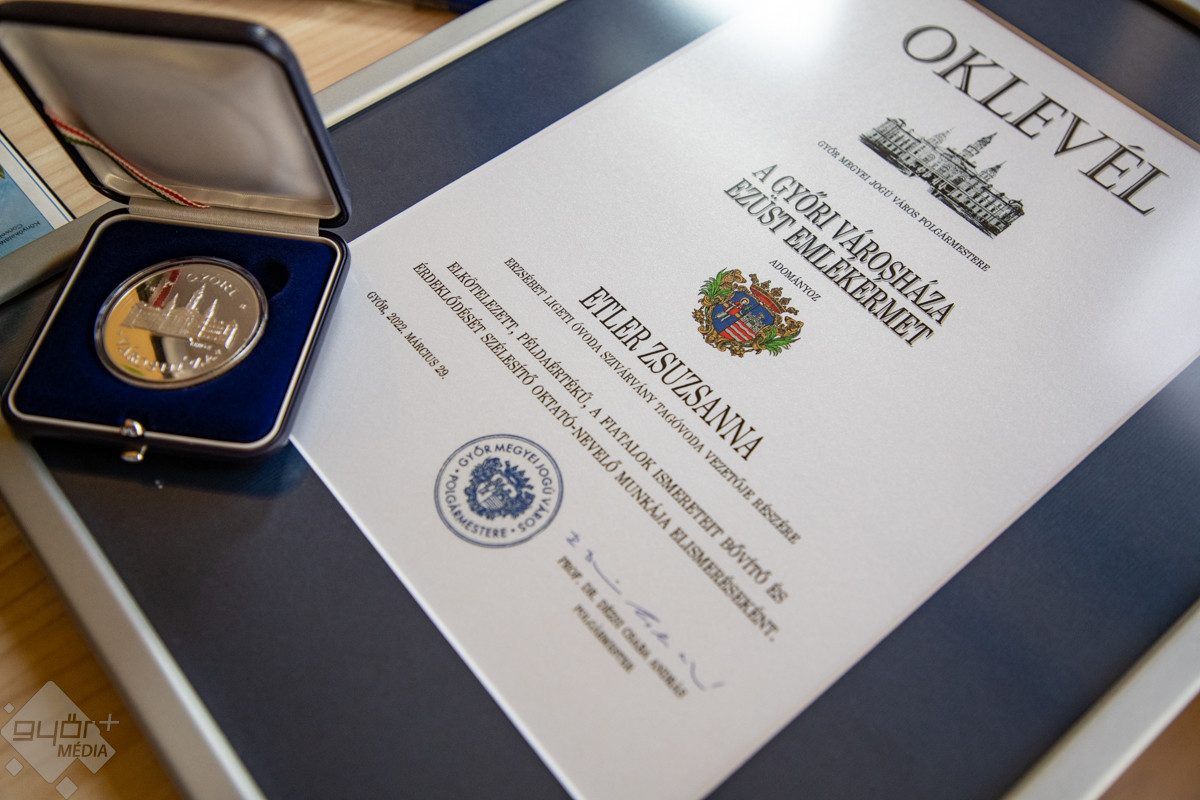 OKLEVÉL
GYŐR MEGYEI JOGÚ VÁROS POLGÁRMESTERE
A GYŐRI VÁROSHÁZA
EZÜST EMLÉKÉRMET
ADOMÁNYOZ
ETLER ZSUZSANNA
ERZSÉBET LIGETI ÓVODA SZIVÁRVÁNY TAGÓVODA VEZETŐJE RÉSZÉRE
ELKÖTELEZETT, PÉLDAÉRTÉKŰ, A FIATALOK ISMERETEIT BŐVÍTŐ ÉS
ÉRDEKLŐDÉSÉT SZÉLESÍTŐ OKTATÓ-NEVELŐ MUNKÁJA ELISMERÉSEKÉNT.
GYŐR, 2022. MÁRCIUS 29.
GYŐR MEGYEI JOGÚ VÁROS
POLGÁRMESTERE
PROF. DR. DÉZSI CSABA ANDRÁS
POLGÁRMESTER
GYŐRI
VÁROSHÁZA
győr+
MÉDIA